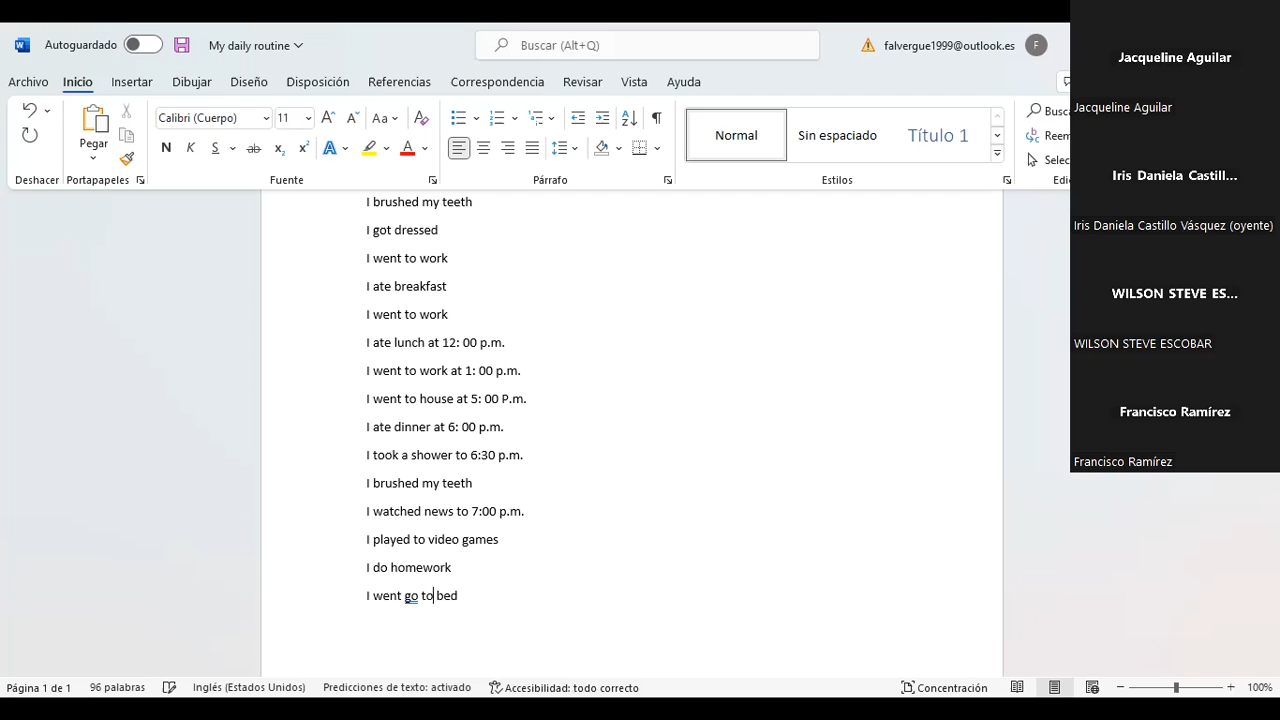 Autoguardado
My daily routine
Buscar (Alt+Q)
falvergue1999@outlook.es
F
Archivo
Inicio
Insertar
Dibujar
Diseño
Disposición
Referencias
Correspondencia
Revisar
Vista
Ayuda
Pegar
Calibri (Cuerpo)
11
Normal
Sin espaciado
Título 1
Deshacer
Portapapeles
Fuente
Párrafo
Estilos
I brushed my teeth
I got dressed
I went to work
I ate breakfast
I went to work
I ate lunch at 12: 00 p.m.
I went to work at 1: 00 p.m.
I went to house at 5: 00 P.m.
I ate dinner at 6: 00 p.m.
I took a shower to 6:30 p.m.
I brushed my teeth
I watched news to 7:00 p.m.
I played to video games
I do homework
I went go to bed
Página 1 de 1
96 palabras
Inglés (Estados Unidos)
Predicciones de texto: activado
Accesibilidad: todo correcto
Concentración
100%
Jacqueline Aguilar
Jacqueline Aguilar
Iris Daniela Castill...
Iris Daniela Castillo Vásquez (oyente)
WILSON STEVE ES...
WILSON STEVE ESCOBAR
Francisco Ramírez
Francisco Ramírez